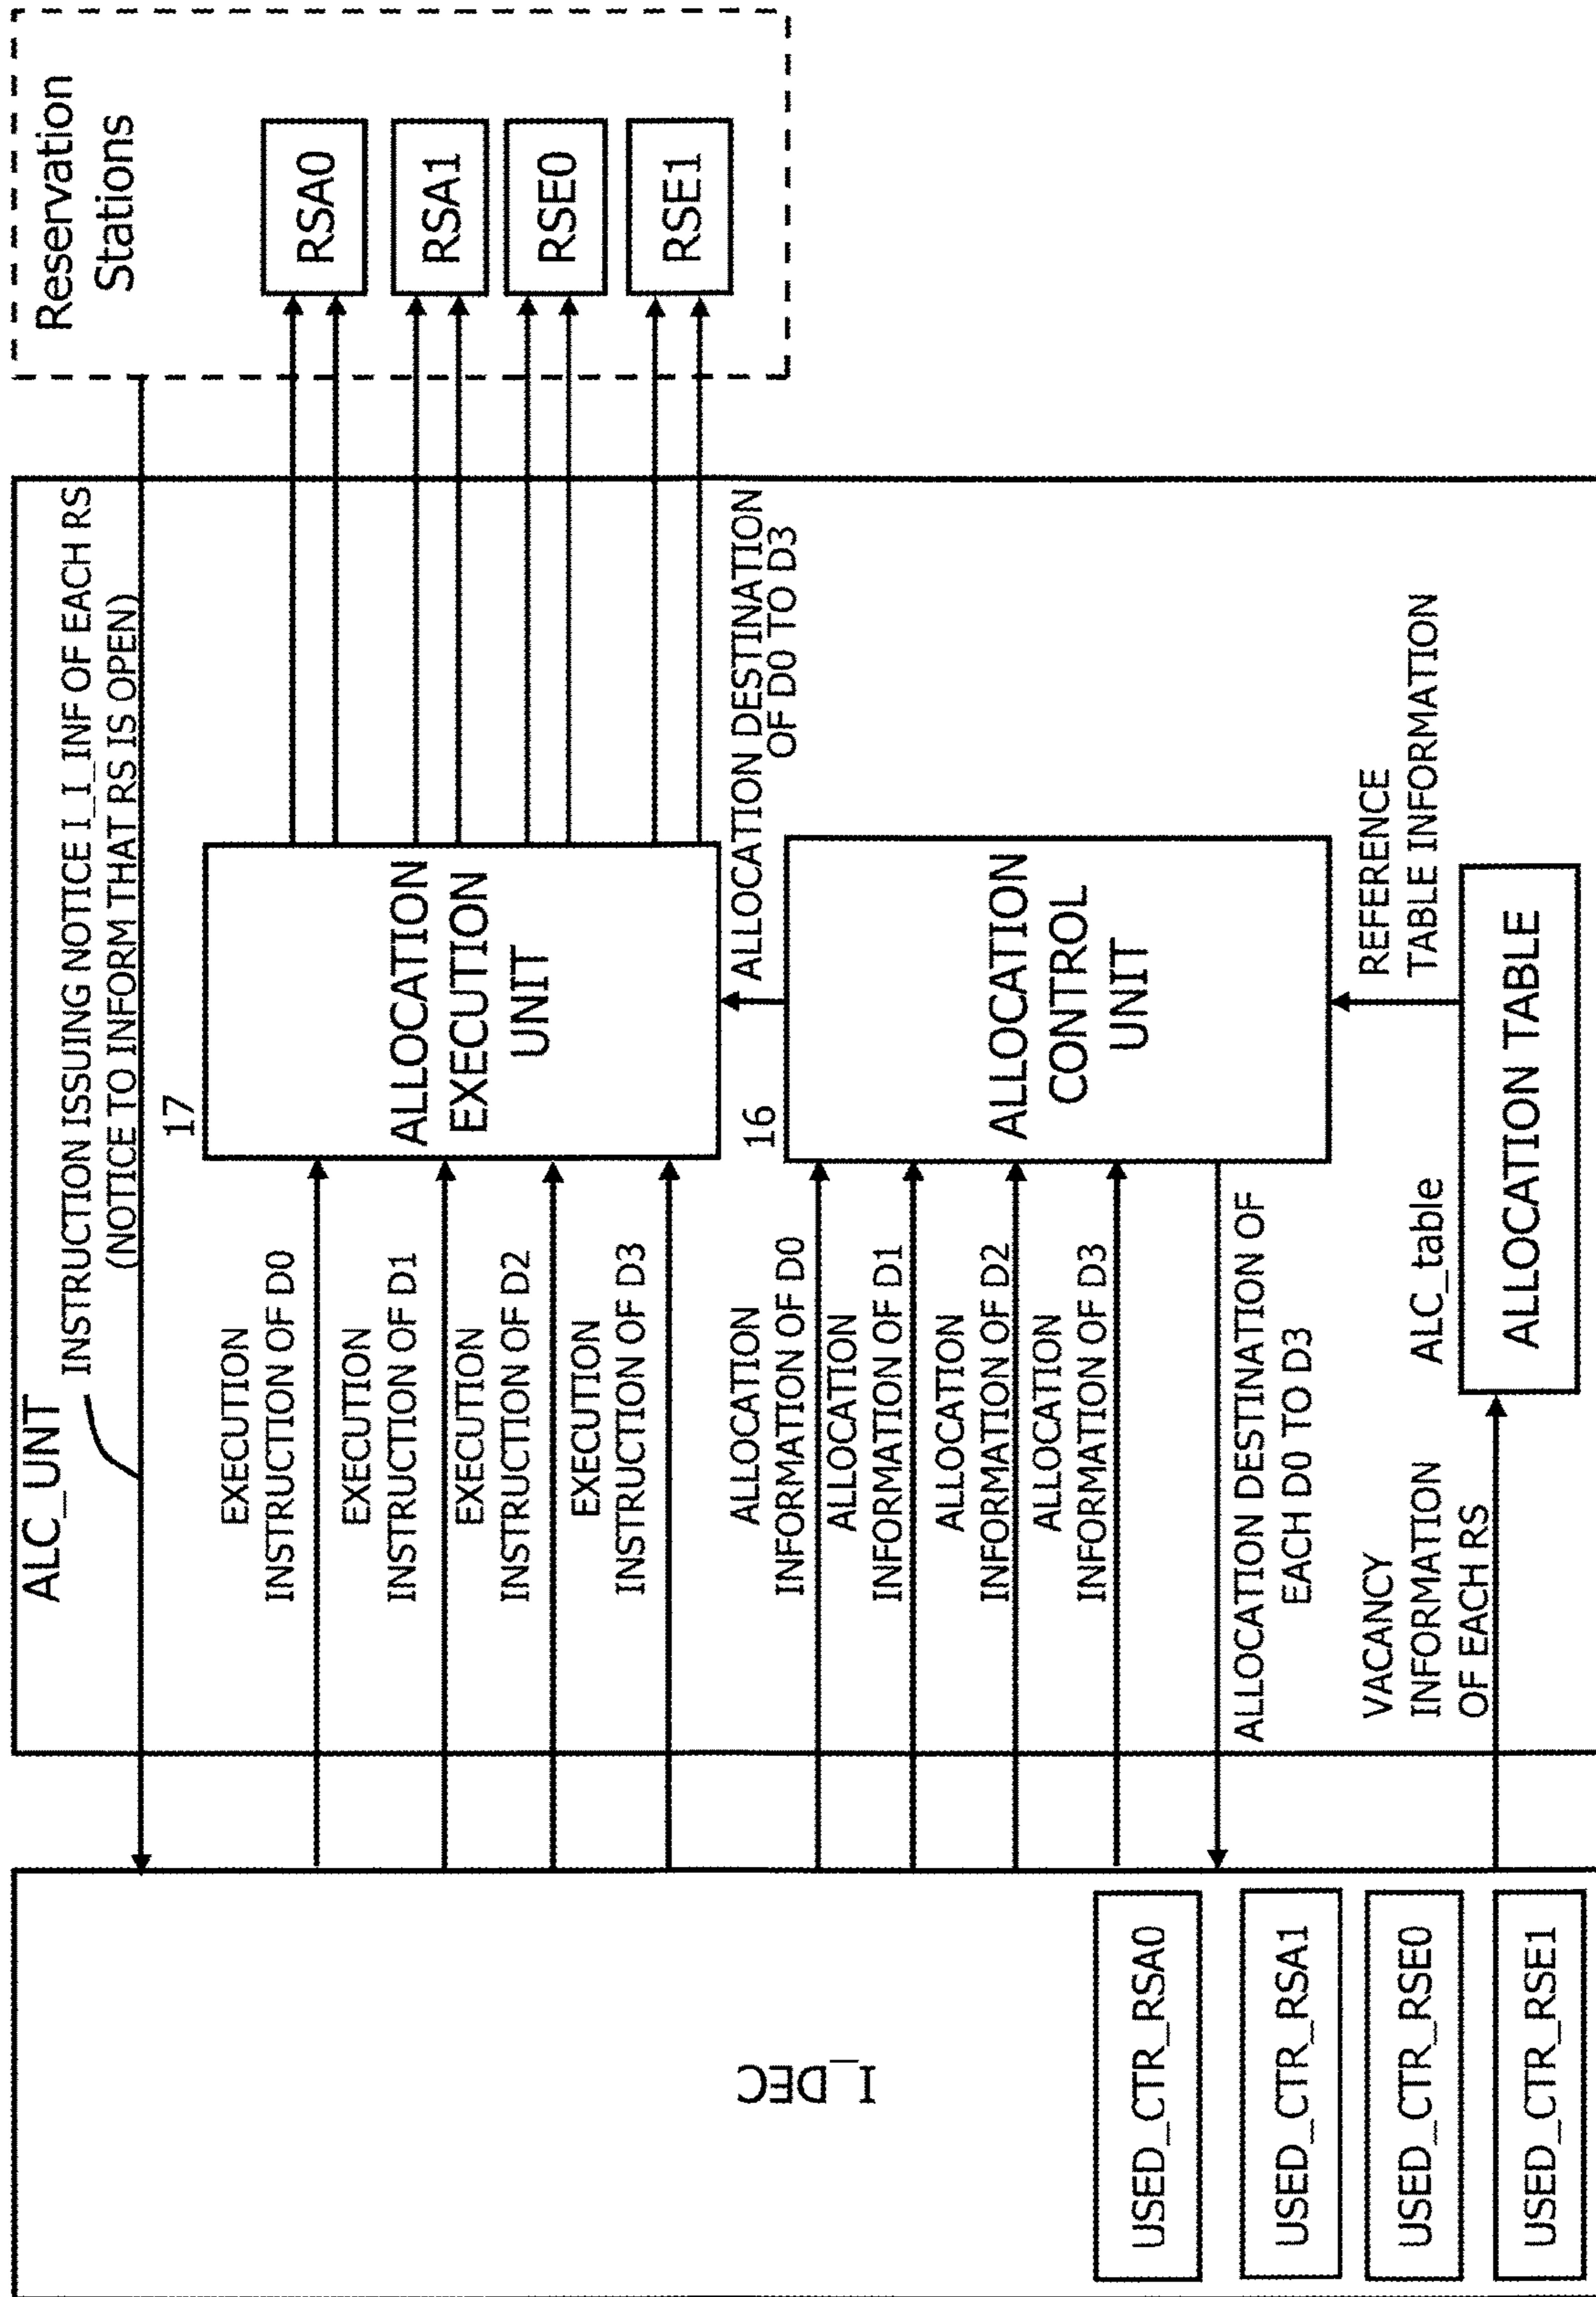 ALC_UNT
INSTRUCTION ISSUING NOTICE I_I_INF OF EACH RS
(NOTICE TO INFORM THAT RS IS OPEN)
Reservation
Stations
I_DEC
17
EXECUTION
INSTRUCTION OF D0
EXECUTION
INSTRUCTION OF D1
EXECUTION
INSTRUCTION OF D2
EXECUTION
INSTRUCTION OF D3
ALLOCATION
EXECUTION
UNIT
RSA0
RSA1
RSE0
RSE1
ALLOCATION DESTINATION
OF D0 TO D3
16
ALLOCATION
INFORMATION OF D0
ALLOCATION
INFORMATION OF D1
ALLOCATION
INFORMATION OF D2
ALLOCATION
INFORMATION OF D3
ALLOCATION
CONTROL
UNIT
ALLOCATION DESTINATION OF
EACH D0 TO D3
USED_CTR_RSA0
USED_CTR_RSA1
USED_CTR_RSE0
USED_CTR_RSE1
VACANCY
INFORMATION
OF EACH RS
REFERENCE
TABLE INFORMATION
ALC_table
ALLOCATION TABLE